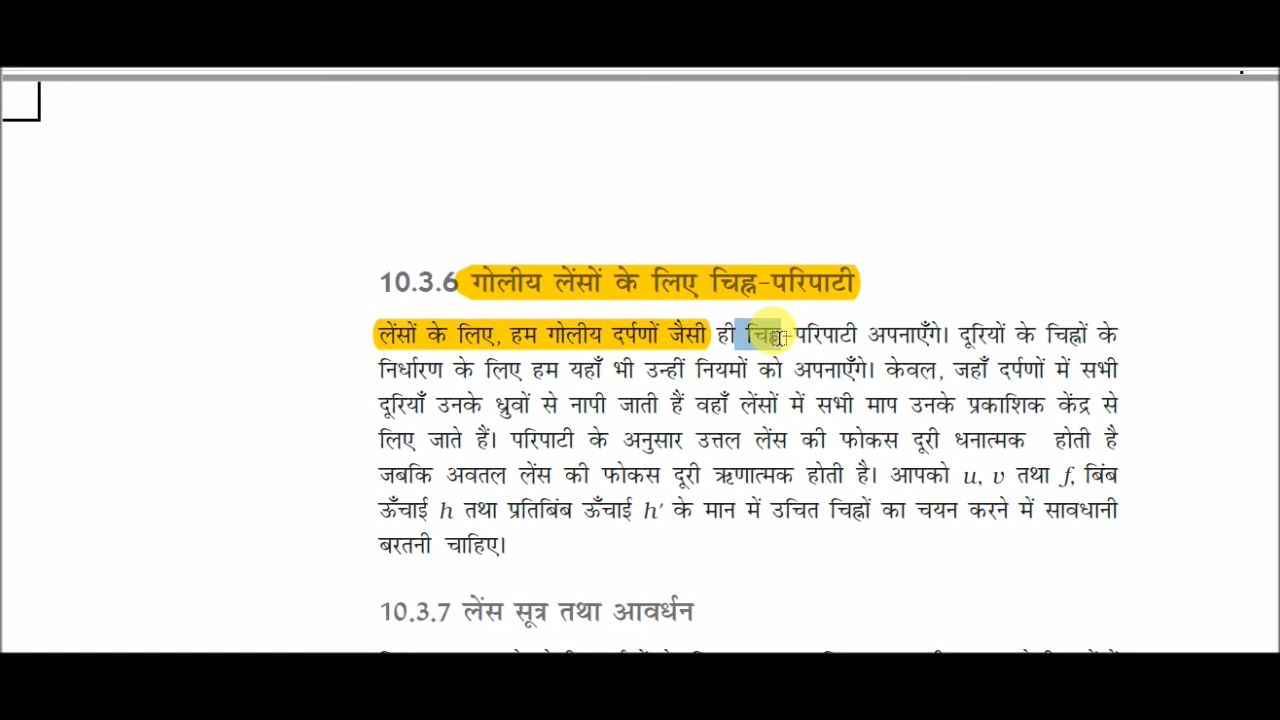 10.3.6 गोलीय लेंसों के लिए चिह्न-परिपाटी
लेंसों के लिए, हम गोलीय दर्पणों जैसी ही चिह्न-परिपाटी अपनाएँगे। दूरियों के चिह्नों के
निर्धारण के लिए हम यहाँ भी उन्हीं नियमों को अपनाएँगे। केवल, जहाँ दर्पणों में सभी
दूरियाँ उनके ध्रुवों से नापी जाती हैं वहाँ लेंसों में सभी माप उनके प्रकाशिक केंद्र से
लिए जाते हैं। परिपाटी के अनुसार उत्तल लेंस की फोकस दूरी धनात्मक होती है
जबकि अवतल लेंस की फोकस दूरी ऋणात्मक होती है। आपको u, v तथा f, बिंब
ऊँचाई h तथा प्रतिबिंब ऊँचाई h′ के मान में उचित चिह्नों का चयन करने में सावधानी
बरतनी चाहिए।
10.3.7 लेंस सूत्र तथा आवर्धन